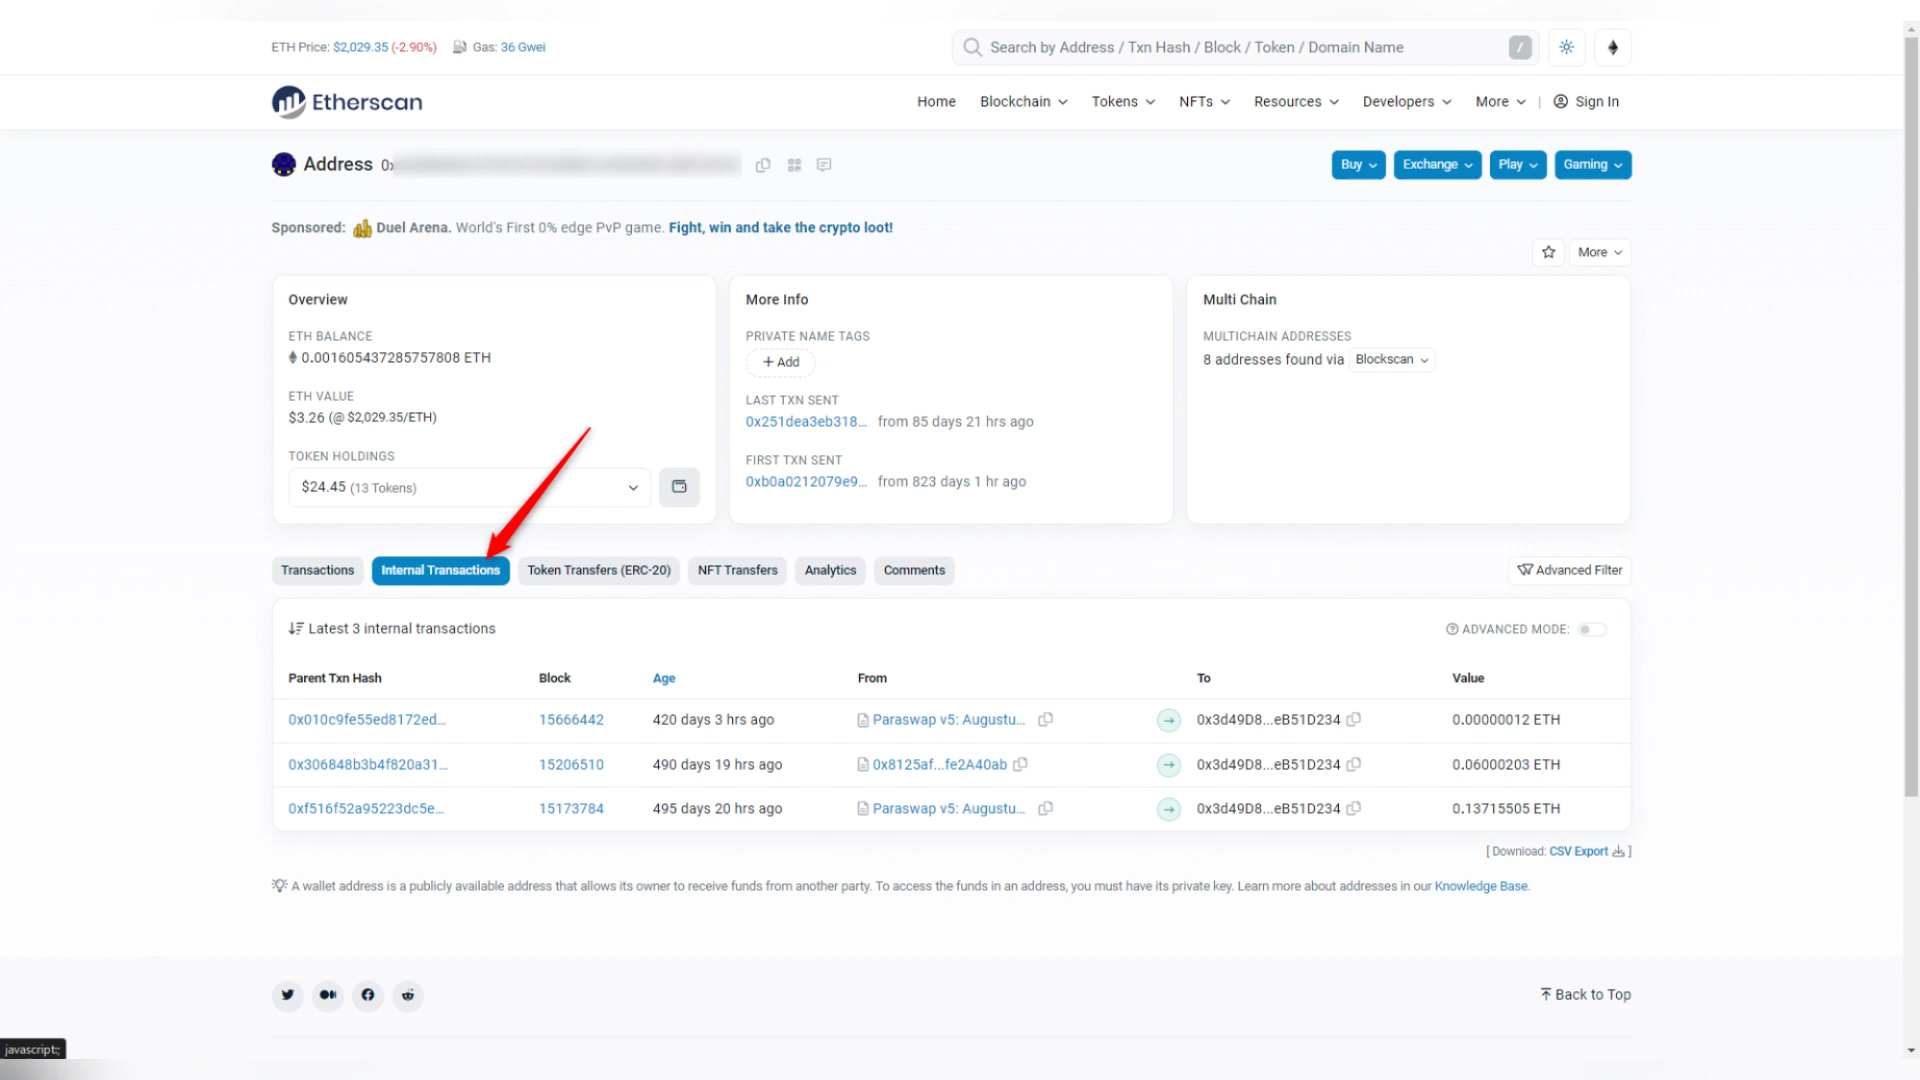 ETH Price: $2,029.35 (-2.90%) Gas: 36 Gwei
Search by Address / Txn Hash / Block / Token / Domain Name /
Etherscan
Home Blockchain Tokens NFTs Resources Developers More | Sign In
Address 0x
Buy Exchange Play Gaming
Sponsored: Duel Arena. World's First 0% edge PvP game. Fight, win and take the crypto loot!
More
Overview
ETH BALANCE
0.001605437285757808 ETH
ETH VALUE
$3.26 (@ $2,029.35/ETH)
TOKEN HOLDINGS
$24.45 (13 Tokens)
More Info
PRIVATE NAME TAGS
+ Add
LAST TXN SENT
0x251dea3eb318... from 85 days 21 hrs ago
FIRST TXN SENT
0xb0a0212079e9... from 823 days 1 hr ago
Multi Chain
MULTICHAIN ADDRESSES
8 addresses found via Blockscan
Transactions Internal Transactions Token Transfers (ERC-20) NFT Transfers Analytics Comments
Advanced Filter
Latest 3 internal transactions
ADVANCED MODE:
Parent Txn Hash Block Age From To Value
0x010c9fe55ed8172ed... 15666442 420 days 3 hrs ago Paraswap v5: Augustu... 0x3d49D8...eB51D234 0.00000012 ETH
0x306848b3b4f820a31... 15206510 490 days 19 hrs ago 0x8125af...fe2A40ab 0x3d49D8...eB51D234 0.06000203 ETH
0xf516f52a95223dc5e... 15173784 495 days 20 hrs ago Paraswap v5: Augustu... 0x3d49D8...eB51D234 0.13715505 ETH
[ Download: CSV Export ]
A wallet address is a publicly available address that allows its owner to receive funds from another party. To access the funds in an address, you must have its private key. Learn more about addresses in our Knowledge Base.
Back to Top
javascript:;